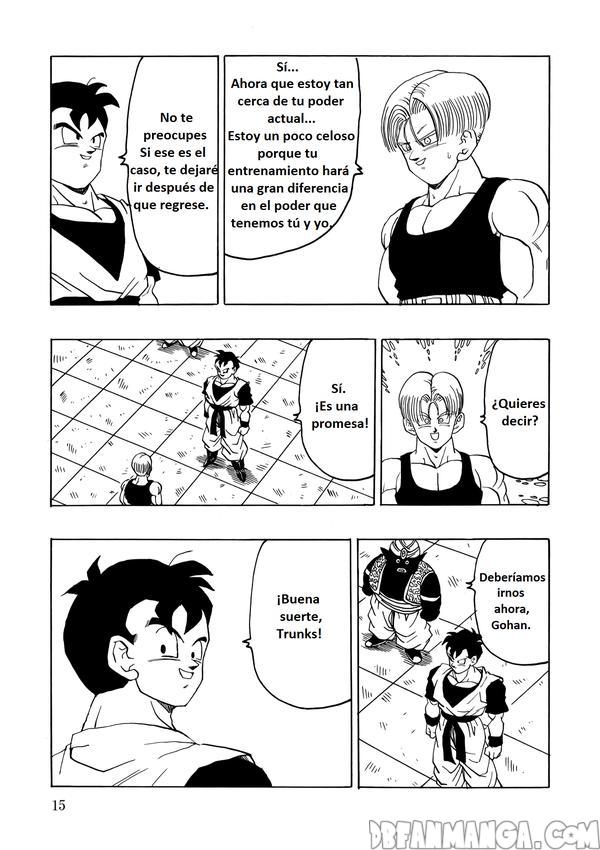 Sí...
Ahora que estoy tan
cerca de tu poder
actual...
Estoy un poco celoso
porque tu
entrenamiento hará
una gran diferencia
en el poder que
tenemos tú y yo.
No te
preocupes
Si ese es el
caso, te dejaré
ir después de
que regrese.
¿Quieres
decir?
Sí.
¡Es una
promesa!
Deberíamos
irnos
ahora,
Gohan.
¡Buena
suerte,
Trunks!
15
DBFANMANGA.COM